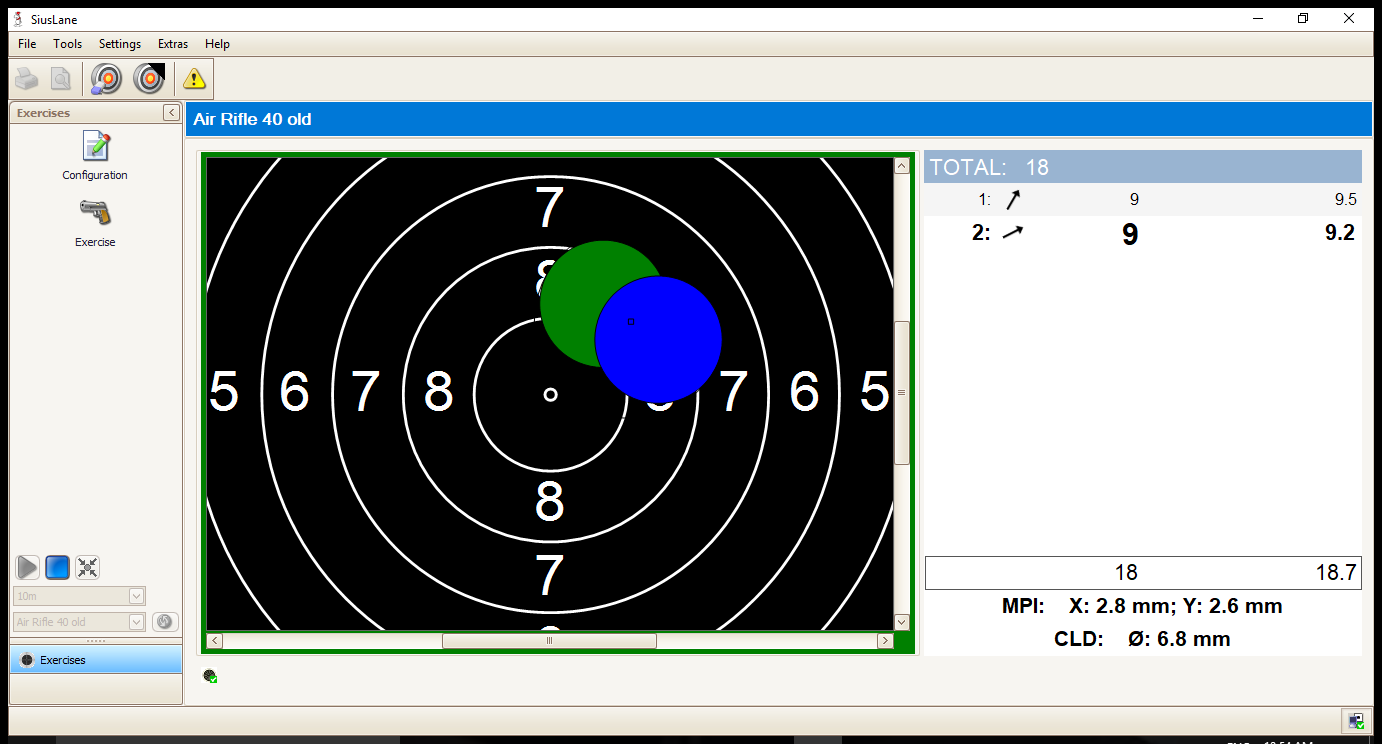 SiusLane
File Tools Settings Extras Help
Exercises
Configuration
Exercise
10m
Air Rifle 40 old
Exercises
Air Rifle 40 old
7
8
5 6 7 8 7 6 5
8
7
TOTAL: 18
1: 9 9.5
2: 9 9.2
18 18.7
MPI: X: 2.8 mm; Y: 2.6 mm
CLD: Ø: 6.8 mm